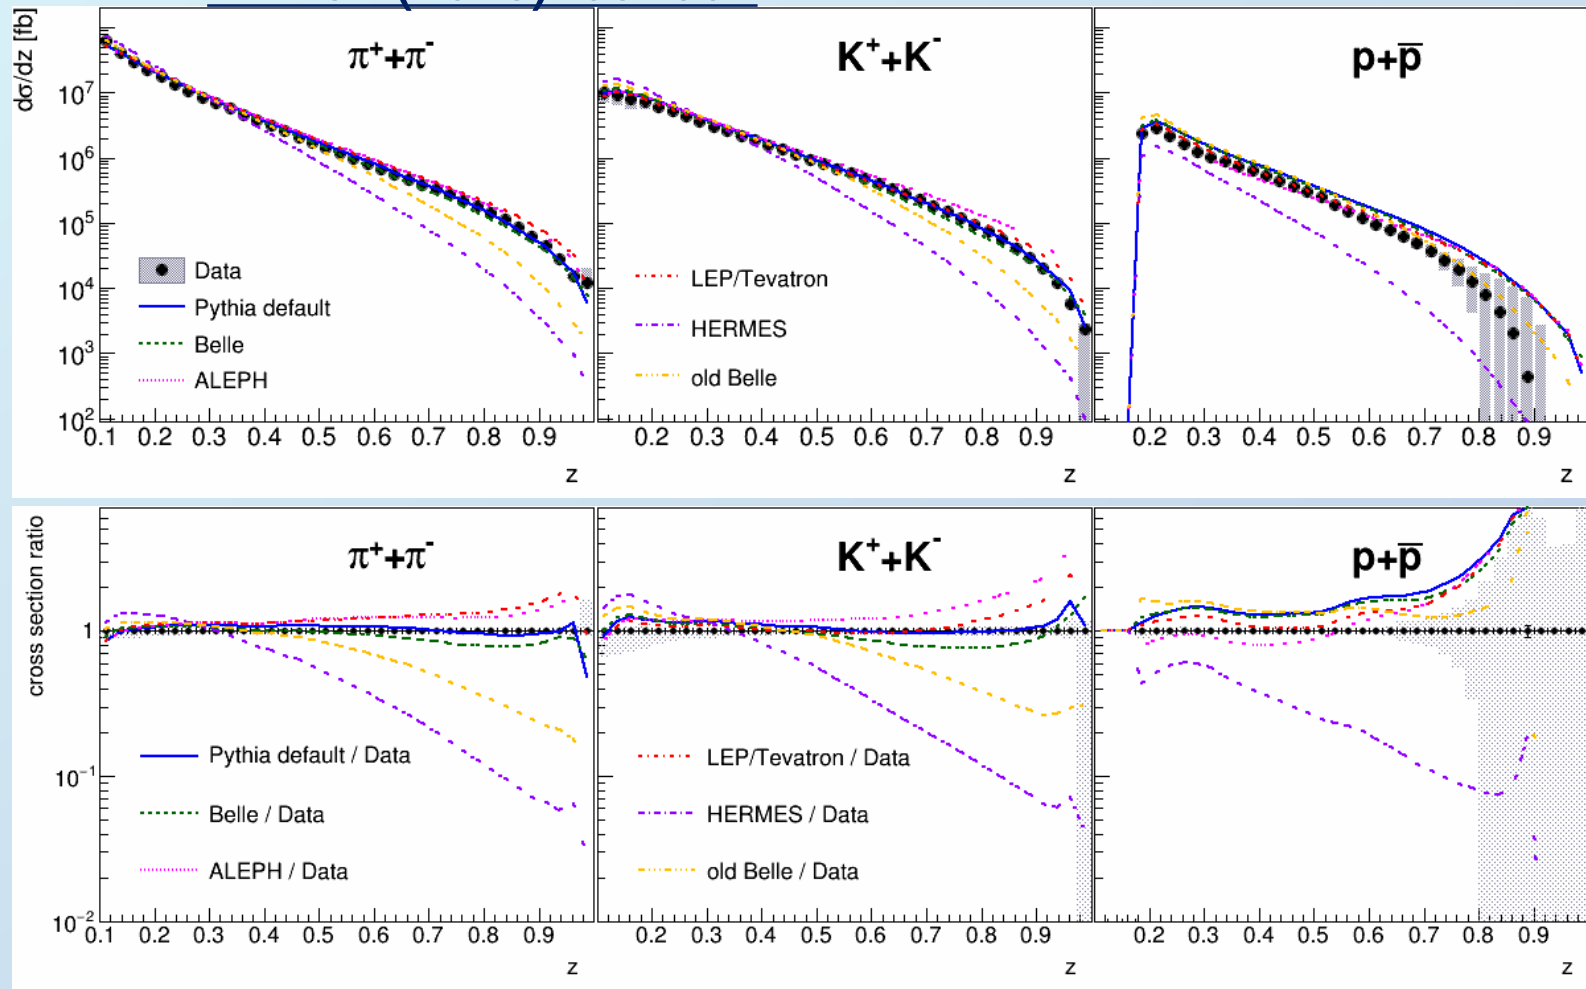 dσ/dz [fb]
π⁺+π⁻
K⁺+K⁻
p+p̅
10⁷
10⁶
10⁵
10⁴
10³
10²
Data
Pythia default
Belle
ALEPH
LEP/Tevatron
HERMES
old Belle
0.1 0.2 0.3 0.4 0.5 0.6 0.7 0.8 0.9
0.2 0.3 0.4 0.5 0.6 0.7 0.8 0.9
0.2 0.3 0.4 0.5 0.6 0.7 0.8 0.9
z
z
z
cross section ratio
π⁺+π⁻
K⁺+K⁻
p+p̅
1
10⁻¹
10⁻²
Pythia default / Data
Belle / Data
ALEPH / Data
LEP/Tevatron / Data
HERMES / Data
old Belle / Data
0.1 0.2 0.3 0.4 0.5 0.6 0.7 0.8 0.9
0.2 0.3 0.4 0.5 0.6 0.7 0.8 0.9
0.2 0.3 0.4 0.5 0.6 0.7 0.8 0.9
z
z
z